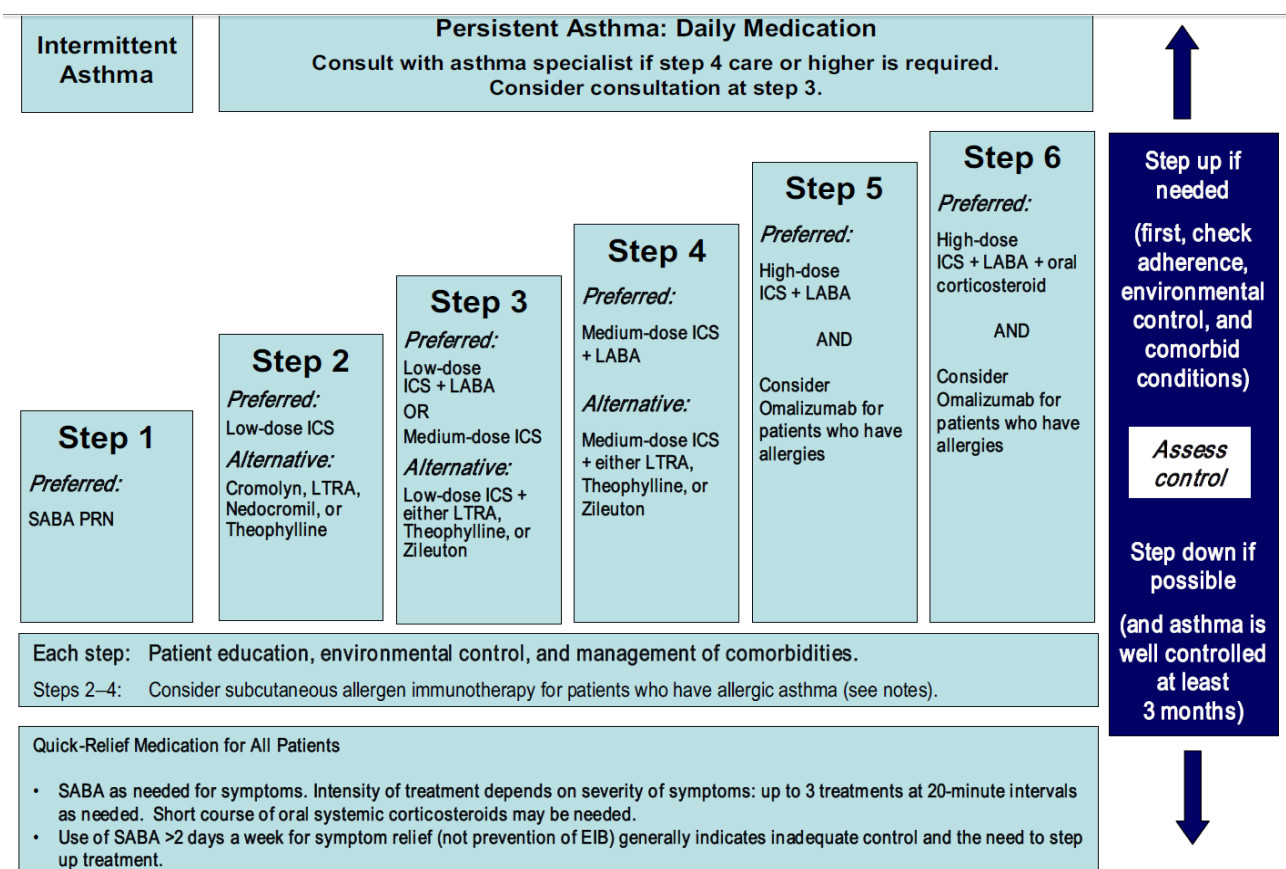 Intermittent
Asthma
Persistent Asthma: Daily Medication
Consult with asthma specialist if step 4 care or higher is required.
Consider consultation at step 3.
Step 1
Preferred:
SABA PRN
Step 2
Preferred:
Low-dose ICS
Alternative:
Cromolyn, LTRA,
Nedocromil, or
Theophylline
Step 3
Preferred:
Low-dose
ICS + LABA
OR
Medium-dose ICS
Alternative:
Low-dose ICS +
either LTRA,
Theophylline, or
Zileuton
Step 4
Preferred:
Medium-dose ICS
+ LABA
Alternative:
Medium-dose ICS
+ either LTRA,
Theophylline, or
Zileuton
Step 5
Preferred:
High-dose
ICS + LABA
AND
Consider
Omalizumab for
patients who have
allergies
Step 6
Preferred:
High-dose
ICS + LABA + oral
corticosteroid
AND
Consider
Omalizumab for
patients who have
allergies
Step up if
needed
(first, check
adherence,
environmental
control, and
comorbid
conditions)
Assess
control
Step down if
possible
(and asthma is
well controlled
at least
3 months)
Each step: Patient education, environmental control, and management of comorbidities.
Steps 2–4: Consider subcutaneous allergen immunotherapy for patients who have allergic asthma (see notes).
Quick-Relief Medication for All Patients
• SABA as needed for symptoms. Intensity of treatment depends on severity of symptoms: up to 3 treatments at 20-minute intervals
as needed. Short course of oral systemic corticosteroids may be needed.
• Use of SABA >2 days a week for symptom relief (not prevention of EIB) generally indicates inadequate control and the need to step
up treatment.